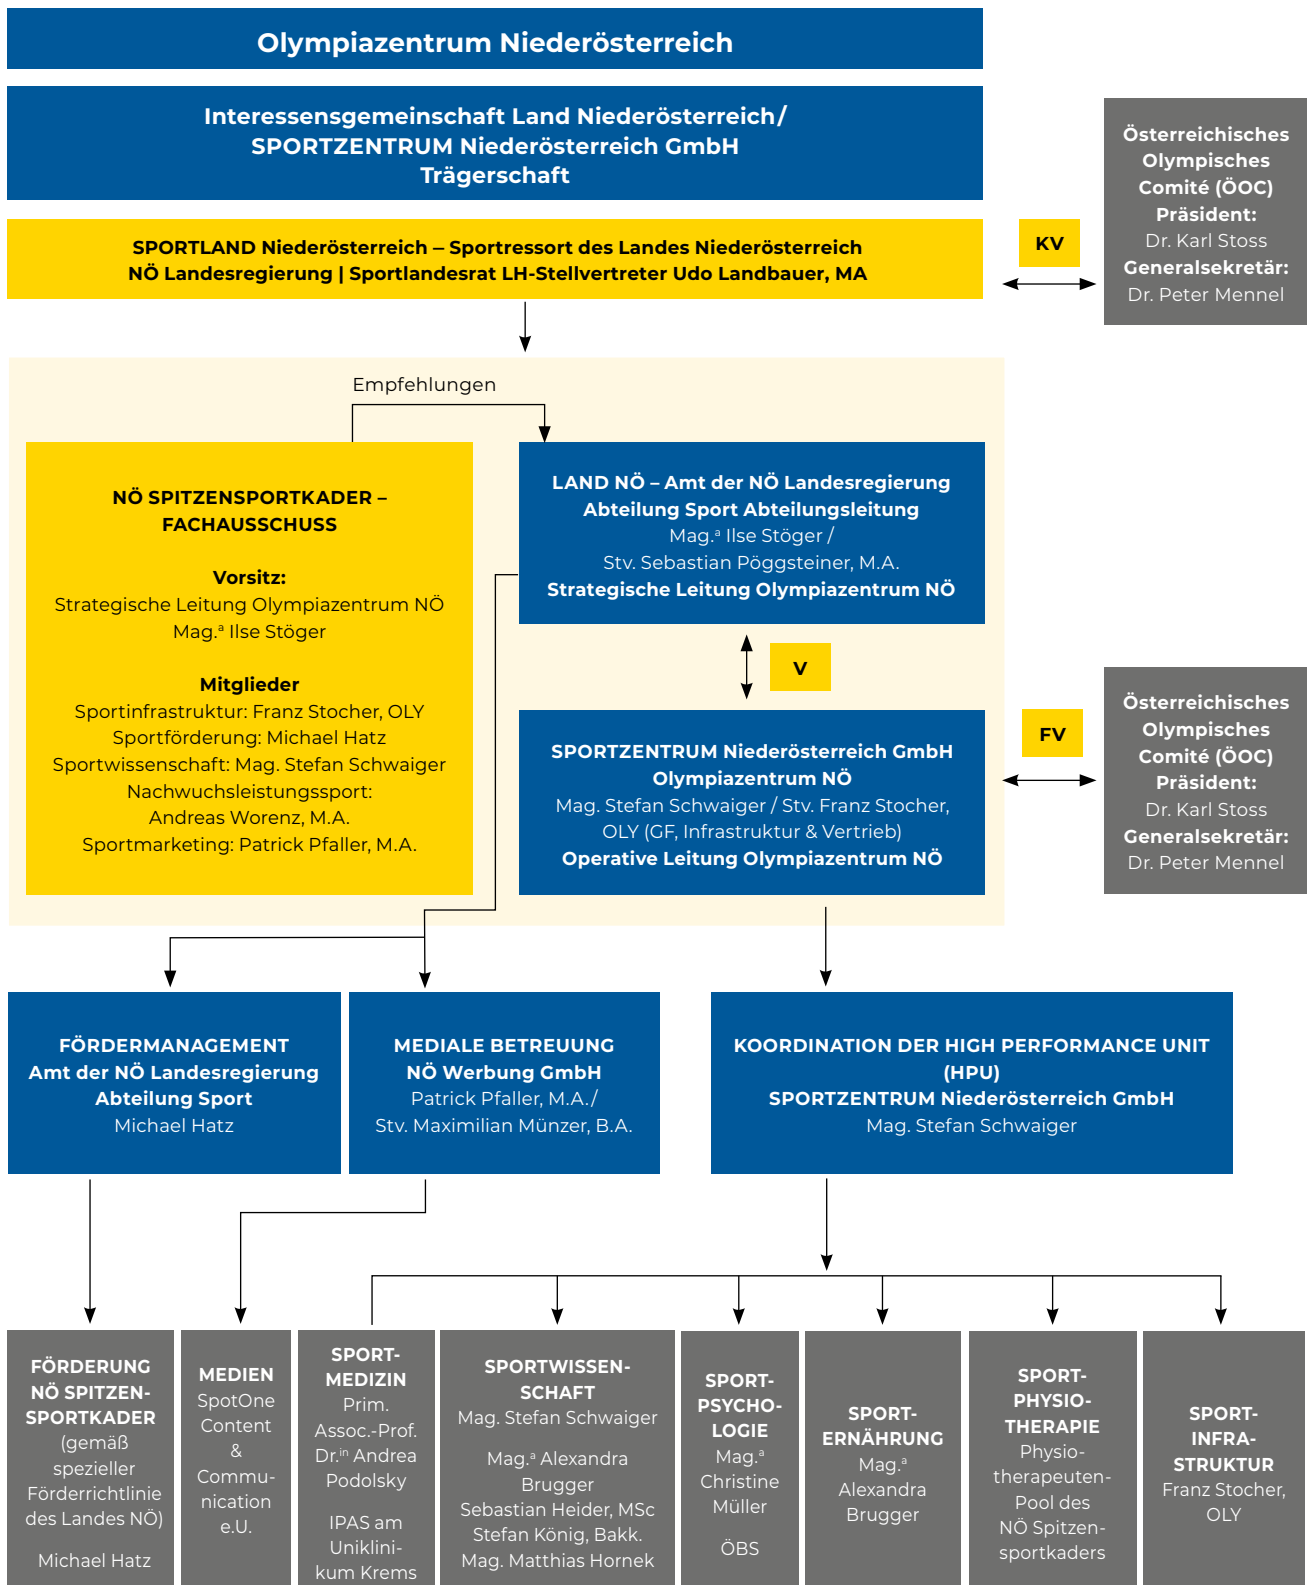 Olympiazentrum Niederösterreich
Interessensgemeinschaft Land Niederösterreich/
SPORTZENTRUM Niederösterreich GmbH
Trägerschaft
SPORTLAND Niederösterreich – Sportressort des Landes Niederösterreich
NÖ Landesregierung | Sportlandesrat LH-Stellvertreter Udo Landbauer, MA
KV
Österreichisches
Olympisches
Comité (ÖOC)
Präsident:
Dr. Karl Stoss
Generalsekretär:
Dr. Peter Mennel
Empfehlungen
NÖ SPITZENSPORTKADER –
FACHAUSSCHUSS
Vorsitz:
Strategische Leitung Olympiazentrum NÖ
Mag.ª Ilse Stöger
Mitglieder
Sportinfrastruktur: Franz Stocher, OLY
Sportförderung: Michael Hatz
Sportwissenschaft: Mag. Stefan Schwaiger
Nachwuchsleistungssport:
Andreas Worenz, M.A.
Sportmarketing: Patrick Pfaller, M.A.
LAND NÖ – Amt der NÖ Landesregierung
Abteilung Sport Abteilungsleitung
Mag.ª Ilse Stöger /
Stv. Sebastian Pöggsteiner, M.A.
Strategische Leitung Olympiazentrum NÖ
V
SPORTZENTRUM Niederösterreich GmbH
Olympiazentrum NÖ
Mag. Stefan Schwaiger / Stv. Franz Stocher,
OLY (GF, Infrastruktur & Vertrieb)
Operative Leitung Olympiazentrum NÖ
FV
Österreichisches
Olympisches
Comité (ÖOC)
Präsident:
Dr. Karl Stoss
Generalsekretär:
Dr. Peter Mennel
FÖRDERMANAGEMENT
Amt der NÖ Landesregierung
Abteilung Sport
Michael Hatz
MEDIALE BETREUUNG
NÖ Werbung GmbH
Patrick Pfaller, M.A./
Stv. Maximilian Münzer, B.A.
KOORDINATION DER HIGH PERFORMANCE UNIT
(HPU)
SPORTZENTRUM Niederösterreich GmbH
Mag. Stefan Schwaiger
FÖRDERUNG
NÖ SPITZEN-
SPORTKADER
(gemäß
spezieller
Förderrichtlinie
des Landes NÖ)
Michael Hatz
MEDIEN
SpotOne
Content
&
Commu-
nication
e.U.
SPORT-
MEDIZIN
Prim.
Assoc.-Prof.
Dr.ⁱⁿ Andrea
Podolsky
IPAS am
Uniklini-
kum Krems
SPORTWISSEN-
SCHAFT
Mag. Stefan Schwaiger
Mag.ª Alexandra
Brugger
Sebastian Heider, MSc
Stefan König, Bakk.
Mag. Matthias Hornek
SPORT-
PSYCHO-
LOGIE
Mag.ª
Christine
Müller
ÖBS
SPORT-
ERNÄHRUNG
Mag.ª
Alexandra
Brugger
SPORT-
PHYSIO-
THERAPIE
Physio-
therapeuten-
Pool des
NÖ Spitzen-
sportkaders
SPORT-
INFRA-
STRUKTUR
Franz Stocher,
OLY